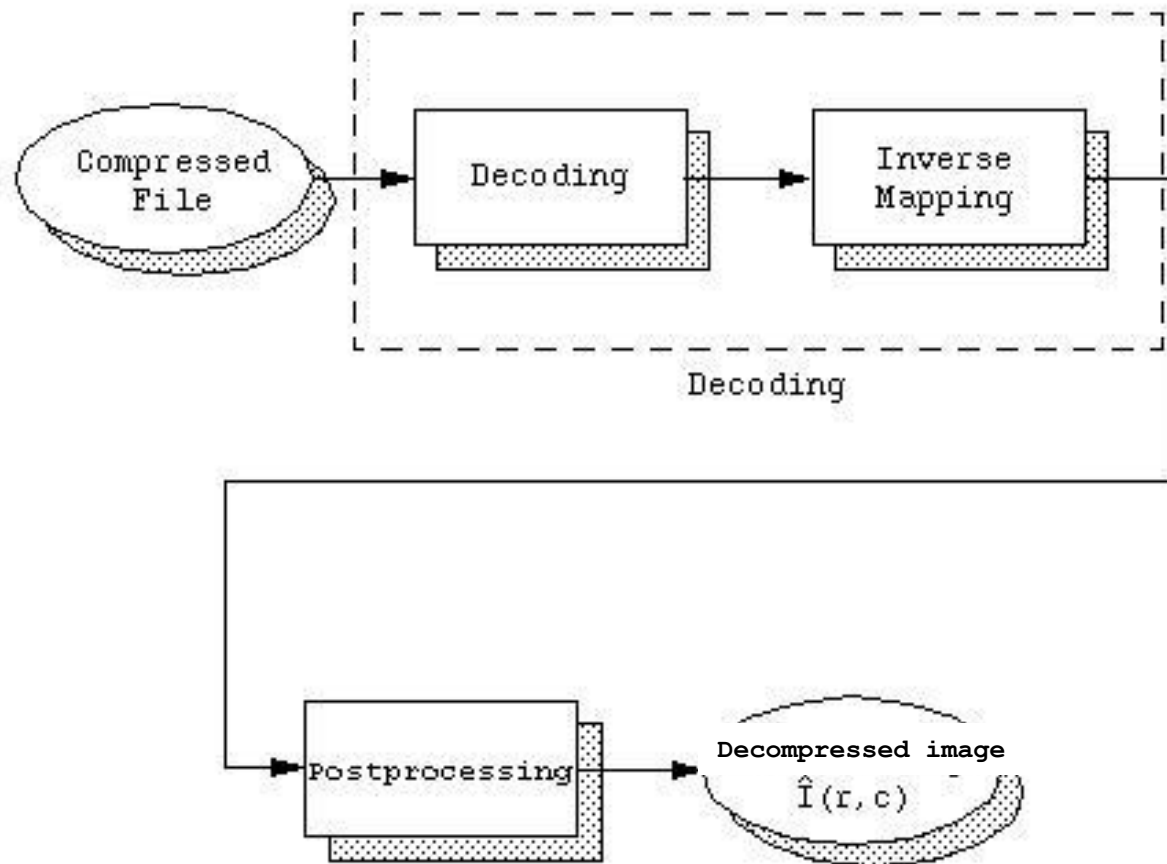 Compressed
File
Decoding
Inverse
Mapping
Decoding
Postprocessing
Decompressed image
Î(r,c)